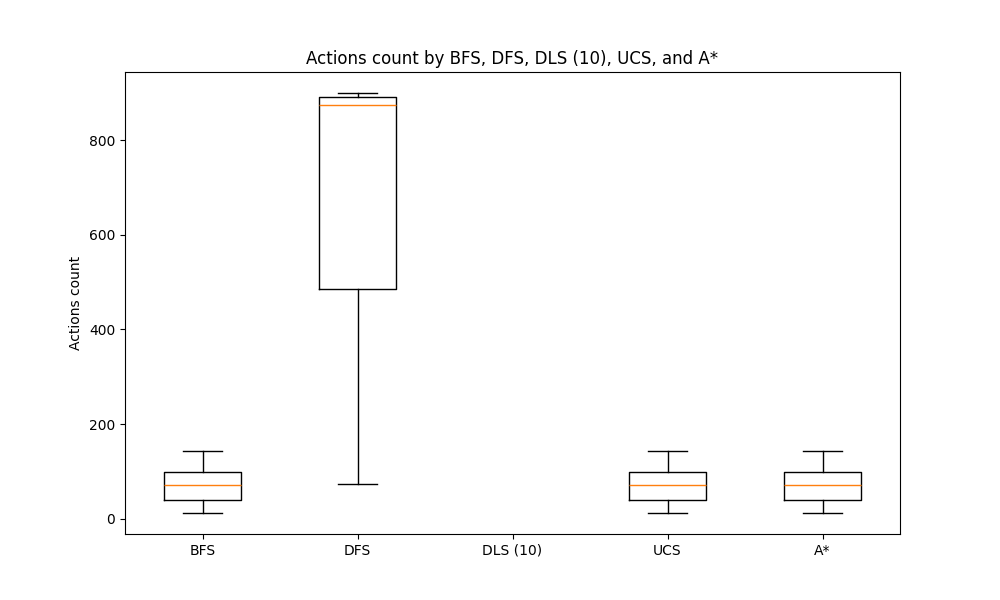 Actions count by BFS, DFS, DLS (10), UCS, and A*
Actions count
800
600
400
200
0
BFS
DFS
DLS (10)
UCS
A*